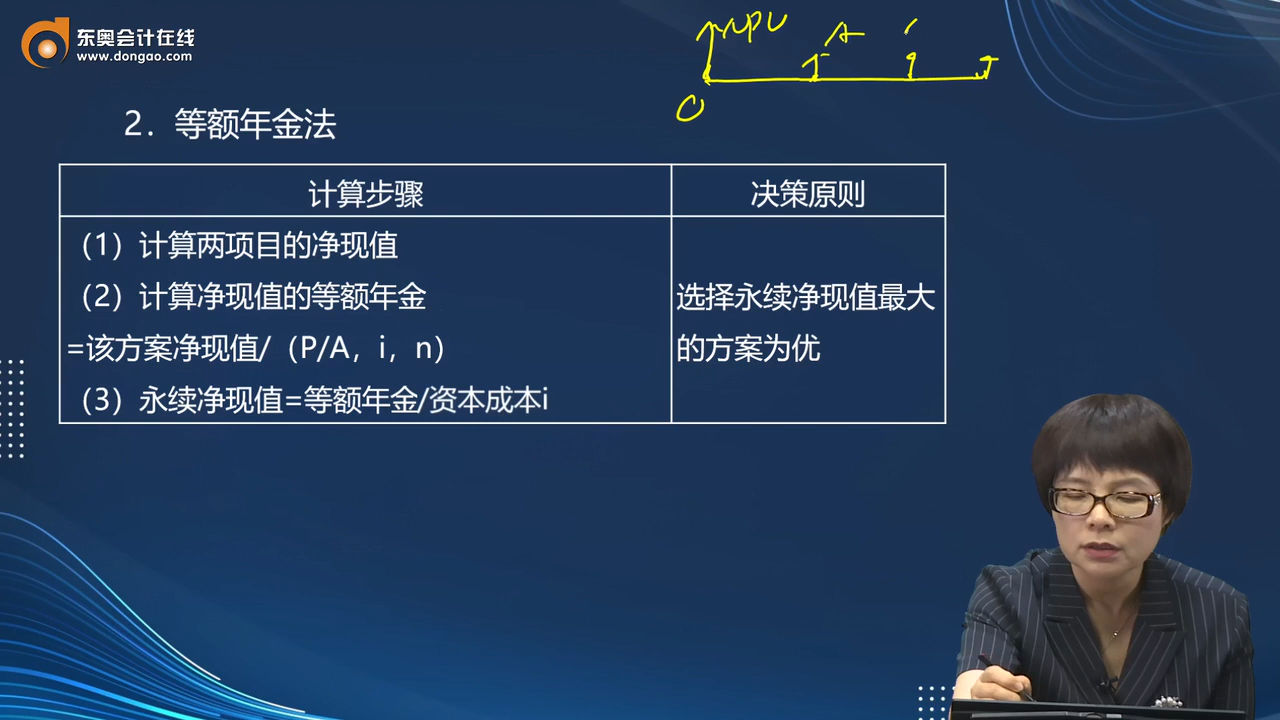 东奥会计在线
www.dongao.com
NPV
A
i
0
2．等额年金法
计算步骤
决策原则
（1）计算两项目的净现值
（2）计算净现值的等额年金
=该方案净现值/（P/A，i，n）
（3）永续净现值=等额年金/资本成本i
选择永续净现值最大
的方案为优